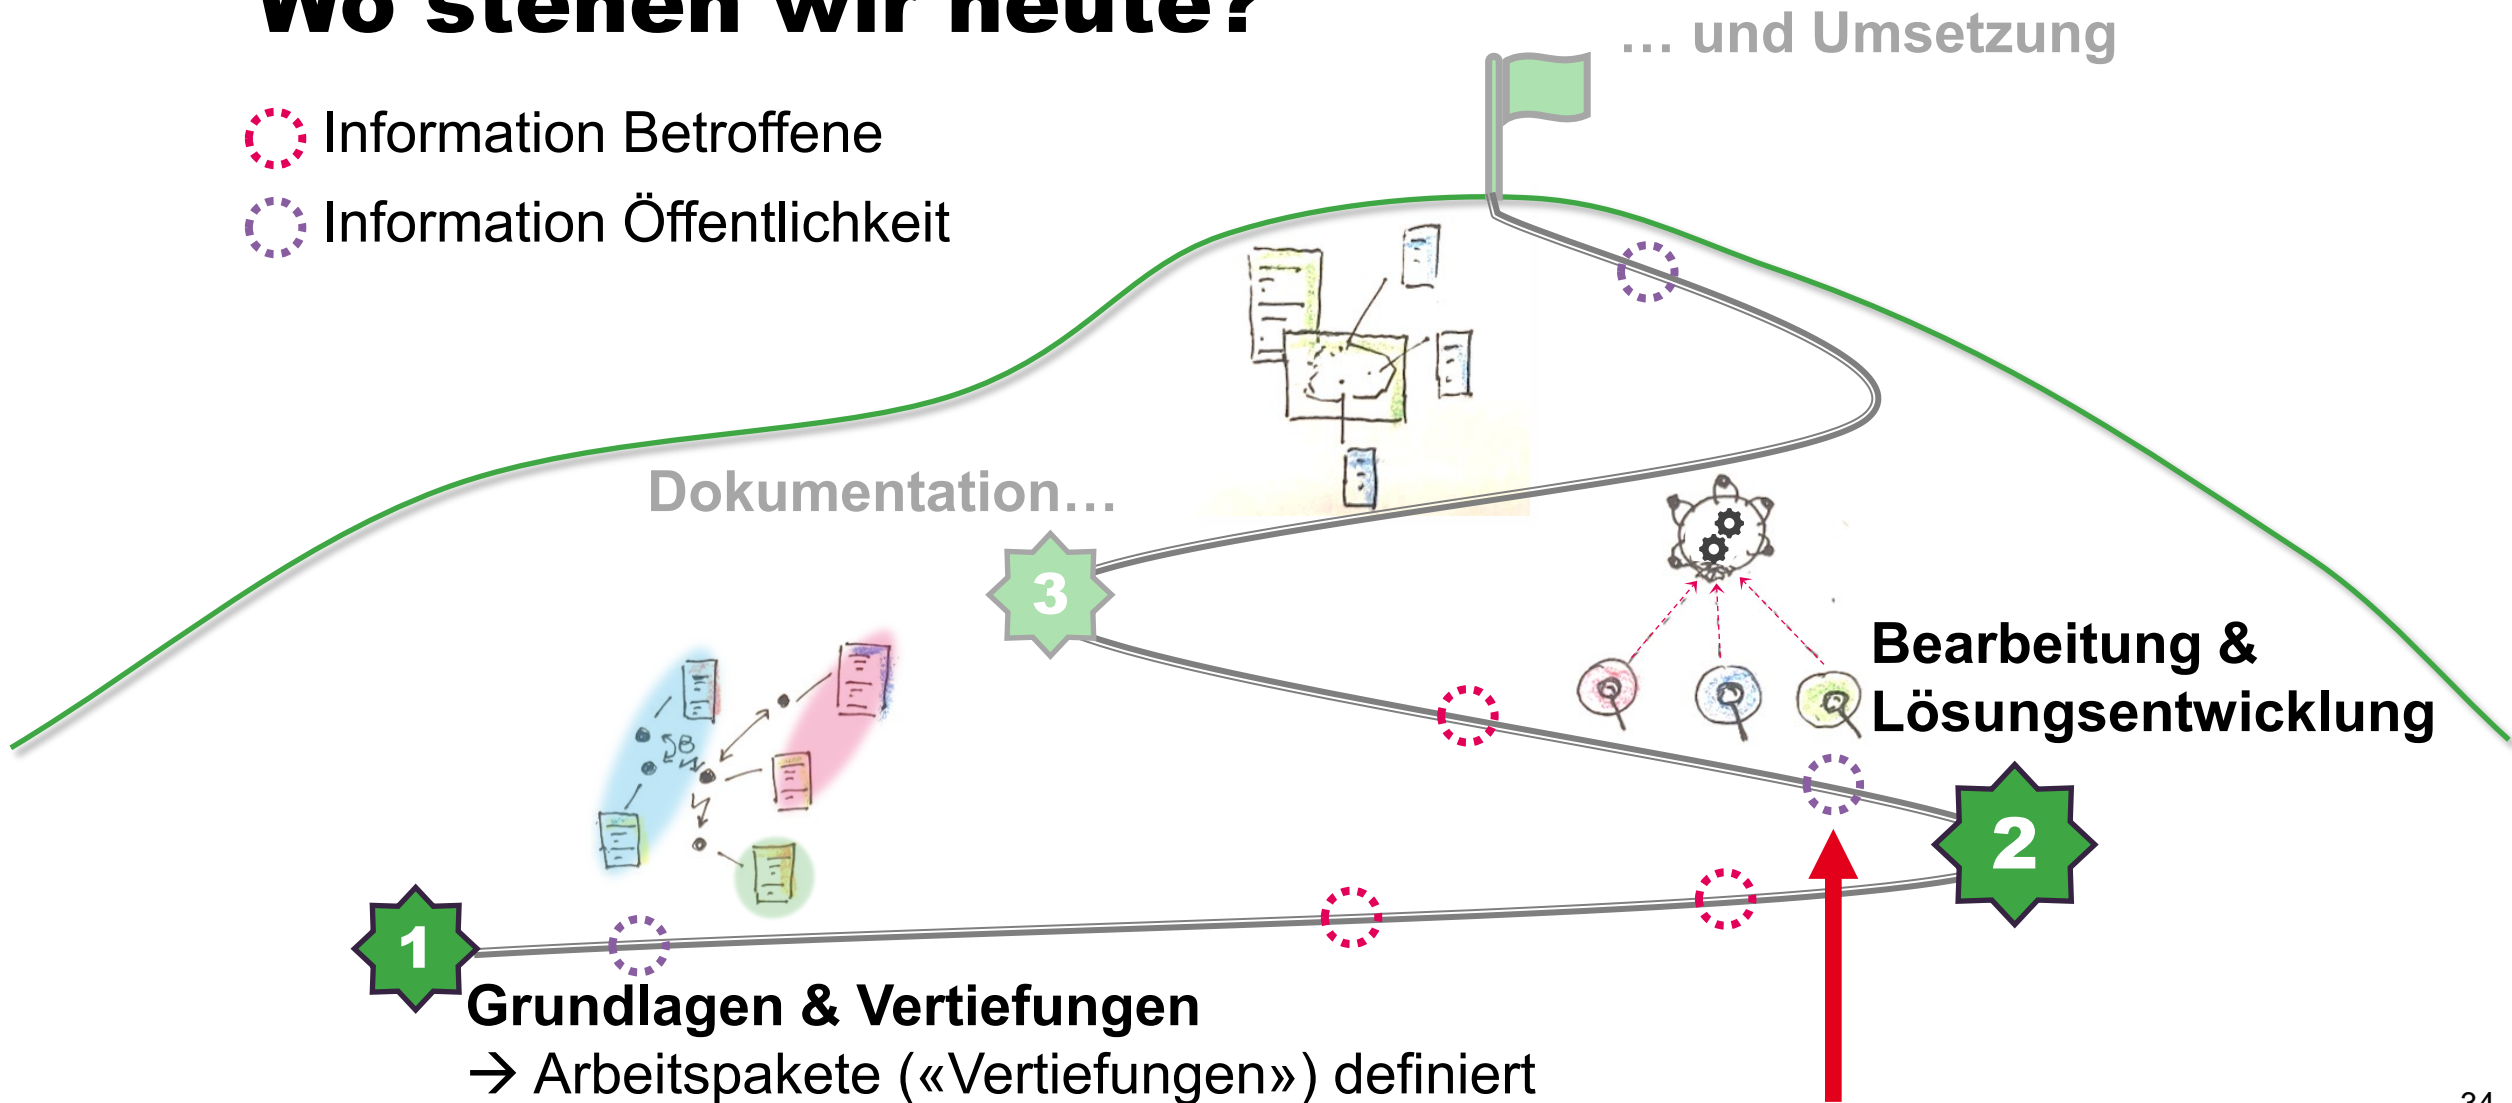 Wo stehen wir heute?
… und Umsetzung
Information Betroffene
Information Öffentlichkeit
Dokumentation…
3
Bearbeitung &
Lösungsentwicklung
2
1
Grundlagen & Vertiefungen
→ Arbeitspakete («Vertiefungen») definiert
34